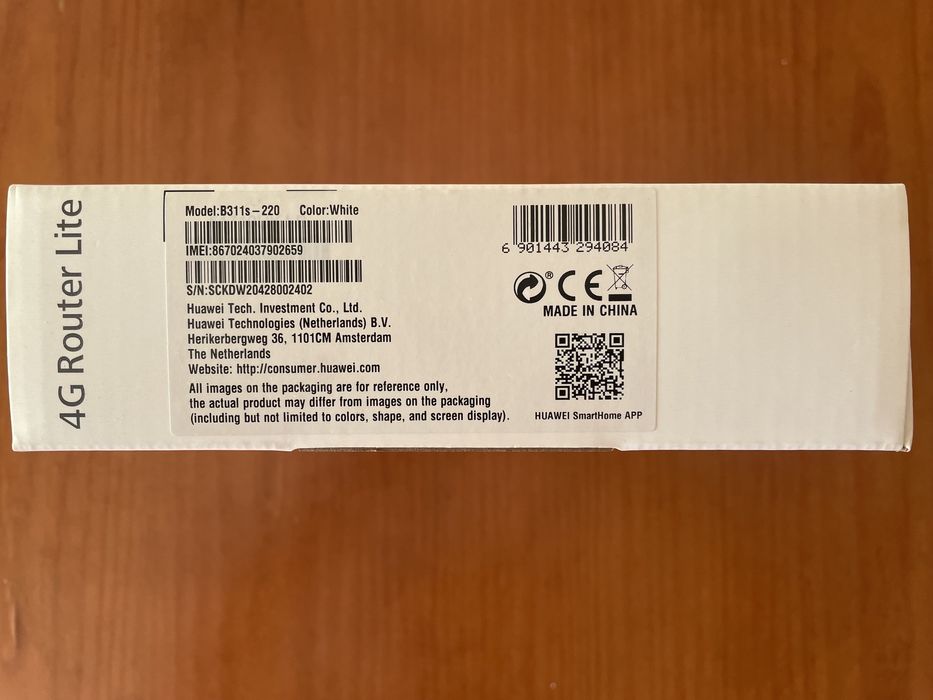 4G Router Lite
Model:B311s-220 Color:White
IMEI:867024037902659
S/N:SCKDW20428002402
Huawei Tech. Investment Co., Ltd.
Huawei Technologies (Netherlands) B.V.
Herikerbergweg 36, 1101CM Amsterdam
The Netherlands
Website: http://consumer.huawei.com
All images on the packaging are for reference only,
the actual product may differ from images on the packaging
(including but not limited to colors, shape, and screen display).
6 901443 294084
® CE
MADE IN CHINA
HUAWEI SmartHome APP